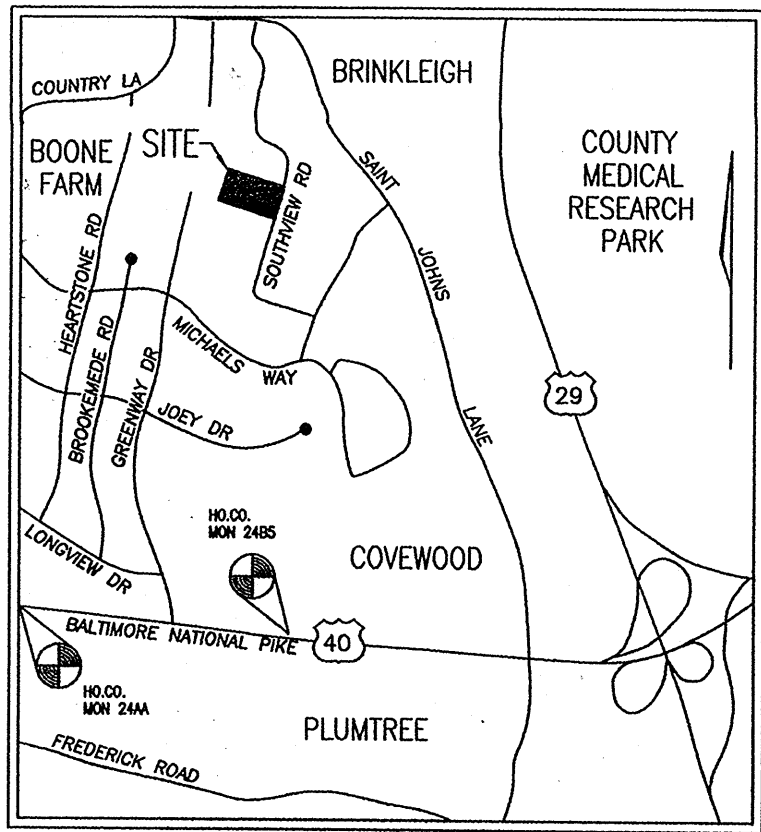 BRINKLEIGH
COUNTRY LA
BOONE
FARM
SITE
SAINT
JOHNS
LANE
COUNTY
MEDICAL
RESEARCH
PARK
SOUTHVIEW RD
HEARTSTONE RD
BROOKEMEDE RD
GREENWAY DR
MICHAELS
WAY
JOEY DR
29
LONGVIEW DR
HO.CO.
MON 24B5
COVEWOOD
BALTIMORE NATIONAL PIKE
40
HO.CO.
MON 24AA
PLUMTREE
FREDERICK ROAD